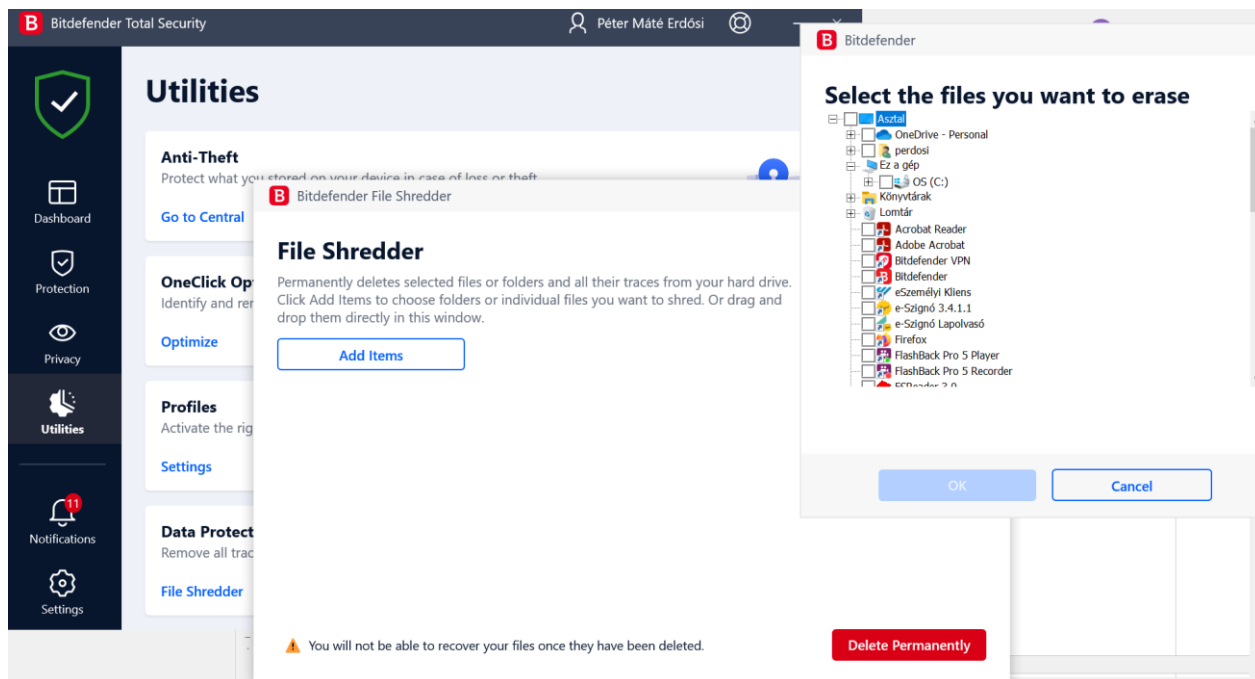 B Bitdefender Total Security
Péter Máté Erdősi
Dashboard
Protection
Privacy
Utilities
11
Notifications
Settings
Utilities
Anti-Theft
Protect what you stored on your device in case of loss or theft
Go to Central
OneClick Op
Identify and rer
Optimize
Profiles
Activate the rig
Settings
Data Protect
Remove all trac
File Shredder
B Bitdefender File Shredder
File Shredder
Permanently deletes selected files or folders and all their traces from your hard drive.
Click Add Items to choose folders or individual files you want to shred. Or drag and
drop them directly in this window.
Add Items
You will not be able to recover your files once they have been deleted.
Delete Permanently
B Bitdefender
Select the files you want to erase
Asztal
OneDrive - Personal
perdosi
Ez a gép
OS (C:)
Könyvtárak
Lomtár
Acrobat Reader
Adobe Acrobat
Bitdefender VPN
Bitdefender
eSzemélyi Kliens
e-Szignó 3.4.1.1
e-Szignó Lapolvasó
Firefox
FlashBack Pro 5 Player
FlashBack Pro 5 Recorder
OK
Cancel